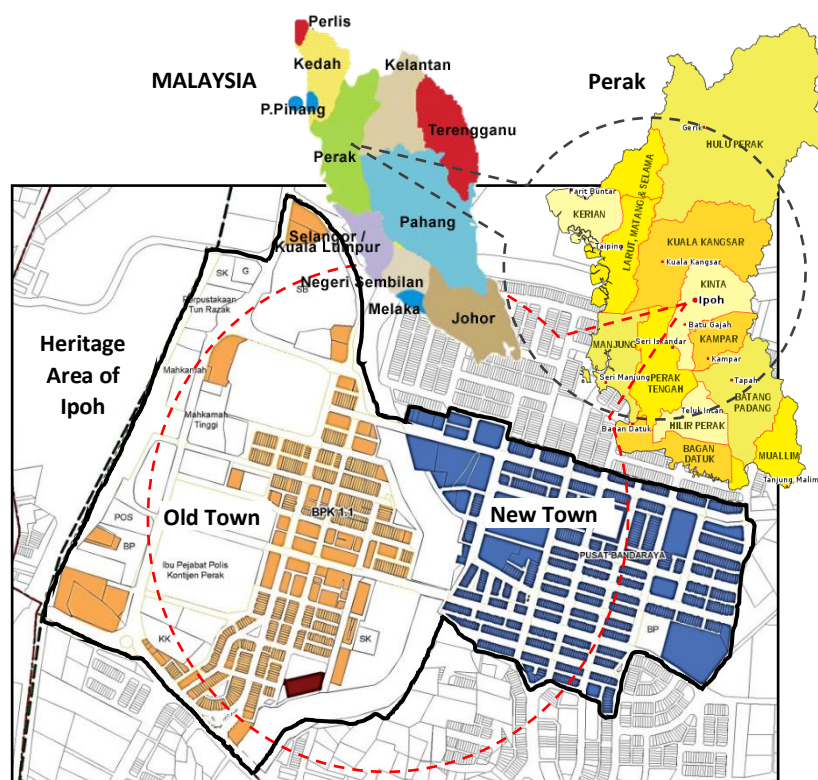 Perlis
Kedah
Kelantan
MALAYSIA
P.Pinang
Terengganu
Perak
Pahang
Selangor /
Kuala Lumpur
Negeri Sembilan
Melaka
Johor
Perak
Gerik
HULU PERAK
Parit Buntar
KERIAN
LARUT, MATANG & SELAMA
Taiping
KUALA KANGSAR
Kuala Kangsar
KINTA
Ipoh
Batu Gajah
MANJUNG
Seri Iskandar
KAMPAR
Kampar
Seri Manjung
PERAK
TENGAH
Tapah
BATANG
PADANG
Teluk Intan
HILIR PERAK
Bagan Datuk
BAGAN
DATUK
MUALLIM
Tanjung Malim
Heritage
Area of
Ipoh
SK
G
SB
Perpustakaan
Tun Razak
Mahkamah
Mahkamah
Tinggi
POS
BP
Old Town
BPK 1.1
Ibu Pejabat Polis
Kontijen Perak
KK
SK
New Town
PUSAT BANDARAYA
BP